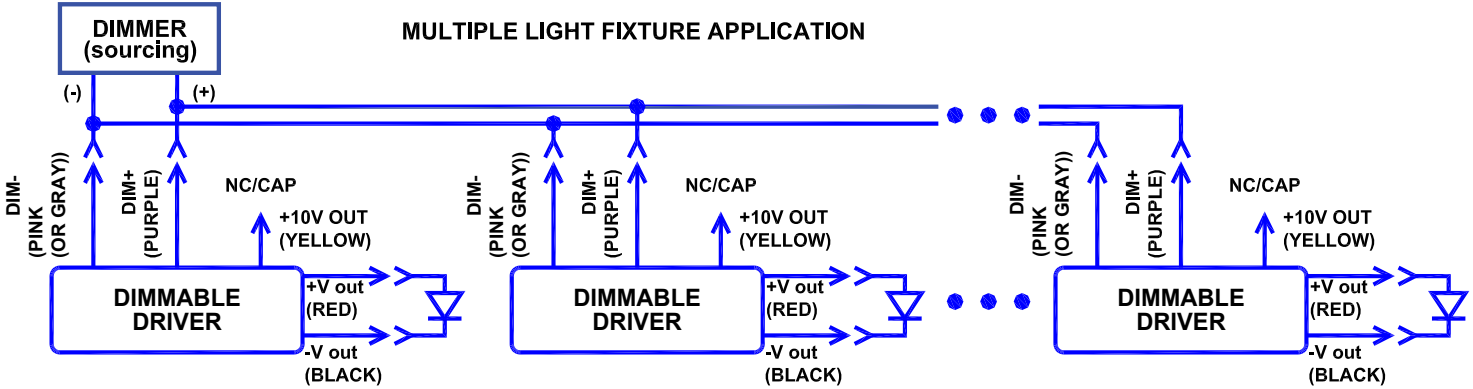 DIMMER
(sourcing)
MULTIPLE LIGHT FIXTURE APPLICATION
(-)
(+)
DIM-
(PINK
(OR GRAY))
DIM+
(PURPLE)
NC/CAP
+10V OUT
(YELLOW)
DIMMABLE
DRIVER
+V out
(RED)
-V out
(BLACK)
DIM-
(PINK
(OR GRAY))
DIM+
(PURPLE)
NC/CAP
+10V OUT
(YELLOW)
DIMMABLE
DRIVER
+V out
(RED)
-V out
(BLACK)
DIM-
(PINK
(OR GRAY))
DIM+
(PURPLE)
NC/CAP
+10V OUT
(YELLOW)
DIMMABLE
DRIVER
+V out
(RED)
-V out
(BLACK)